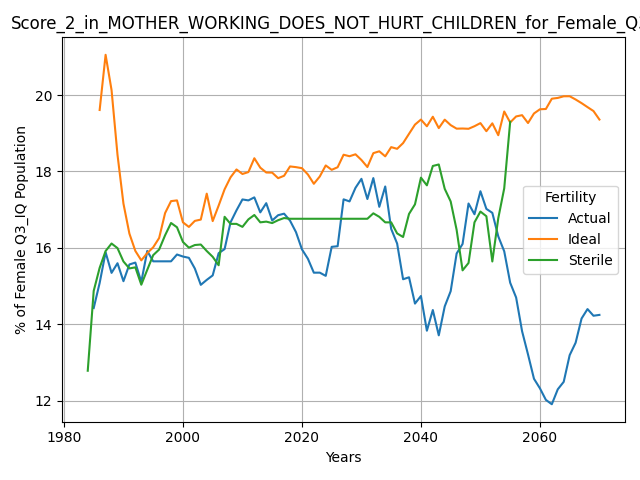 Score_2_in_MOTHER_WORKING_DOES_NOT_HURT_CHILDREN_for_Female_Q3
% of Female Q3_IQ Population
20
18
16
14
12
Fertility
Actual
Ideal
Sterile
1980
2000
2020
2040
2060
Years